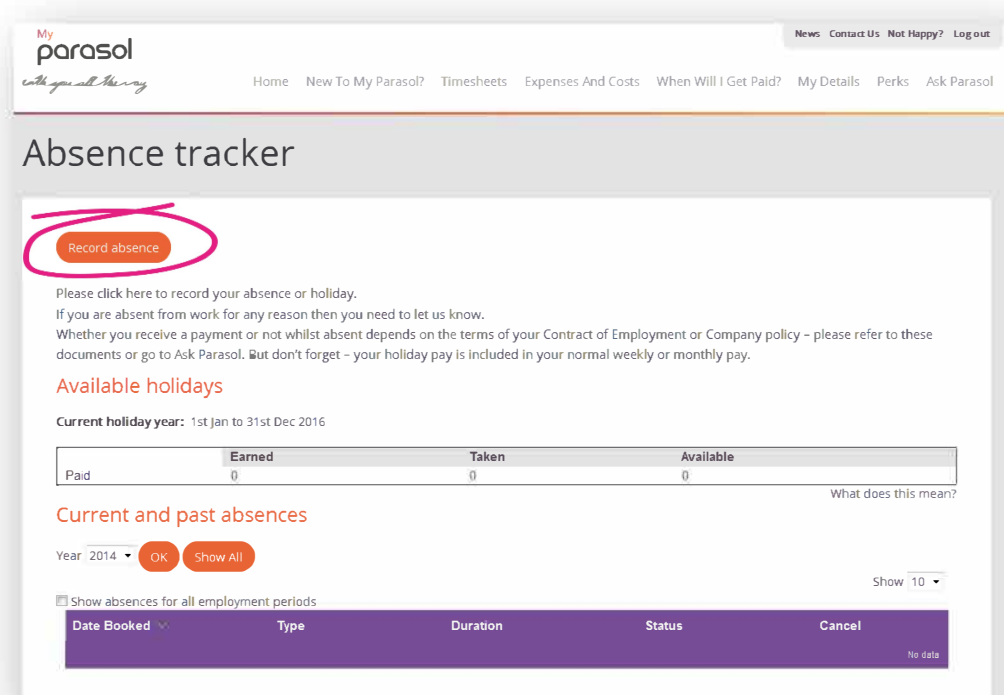 News Contact Us Not Happy? Log out
My
parasol
with you all the way
Home New To My Parasol? Timesheets Expenses And Costs When Will I Get Paid? My Details Perks Ask Parasol
Absence tracker
Record absence
Please click here to record your absence or holiday.
If you are absent from work for any reason then you need to let us know.
Whether you receive a payment or not whilst absent depends on the terms of your Contract of Employment or Company policy – please refer to these
documents or go to Ask Parasol. But don't forget – your holiday pay is included in your normal weekly or monthly pay.
Available holidays
Current holiday year: 1st Jan to 31st Dec 2016
Earned Taken Available
Paid 0 0 0
What does this mean?
Current and past absences
Year 2014 OK Show All
Show 10
Show absences for all employment periods
Date Booked Type Duration Status Cancel
No data